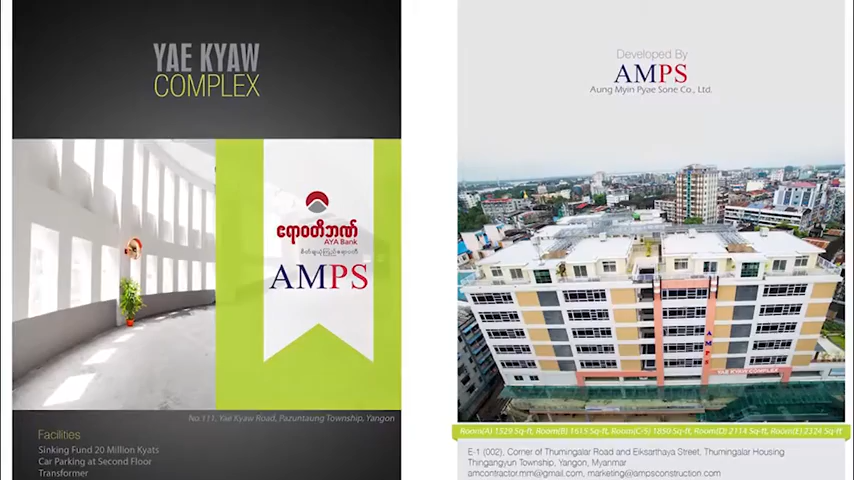 YAE KYAW
COMPLEX
ဧရာဝတီဘဏ်
AYA Bank
AMPS
No.111, Yae Kyaw Road, Pazuntaung Township, Yangon
Facilities
Sinking Fund 20 Million Kyats
Car Parking at Second Floor
Transformer
Developed By
AMPS
Aung Myin Pyae Sone Co., Ltd.
AMPS
YAE KYAW COMPLEX
Room(A) 1329 Sq-ft, Room(B) 1615 Sq-ft, Room(C-5) 1850 Sq-ft, Room(D) 2114 Sq-ft, Room(E) 2324 Sq-ft
E-1 (002), Corner of Thumingalar Road and Eiksarthaya Street, Thumingalar Housing
Thingangyun Township, Yangon, Myanmar
amcontractor.mm@gmail.com, marketing@ampsconstruction.com